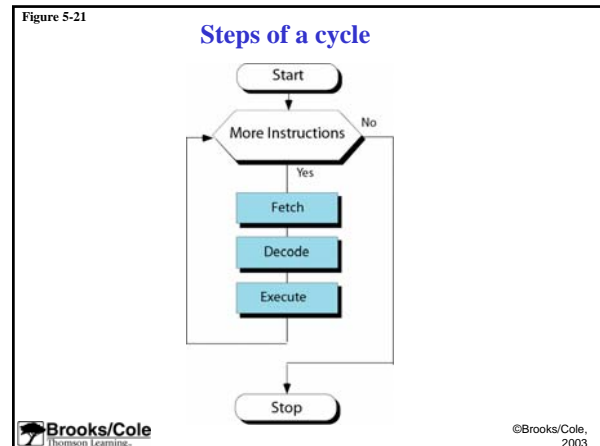 Figure 5-21
Steps of a cycle
Start
More Instructions
No
Yes
Fetch
Decode
Execute
Stop
Brooks/Cole
Thomson Learning™
©Brooks/Cole,
2003